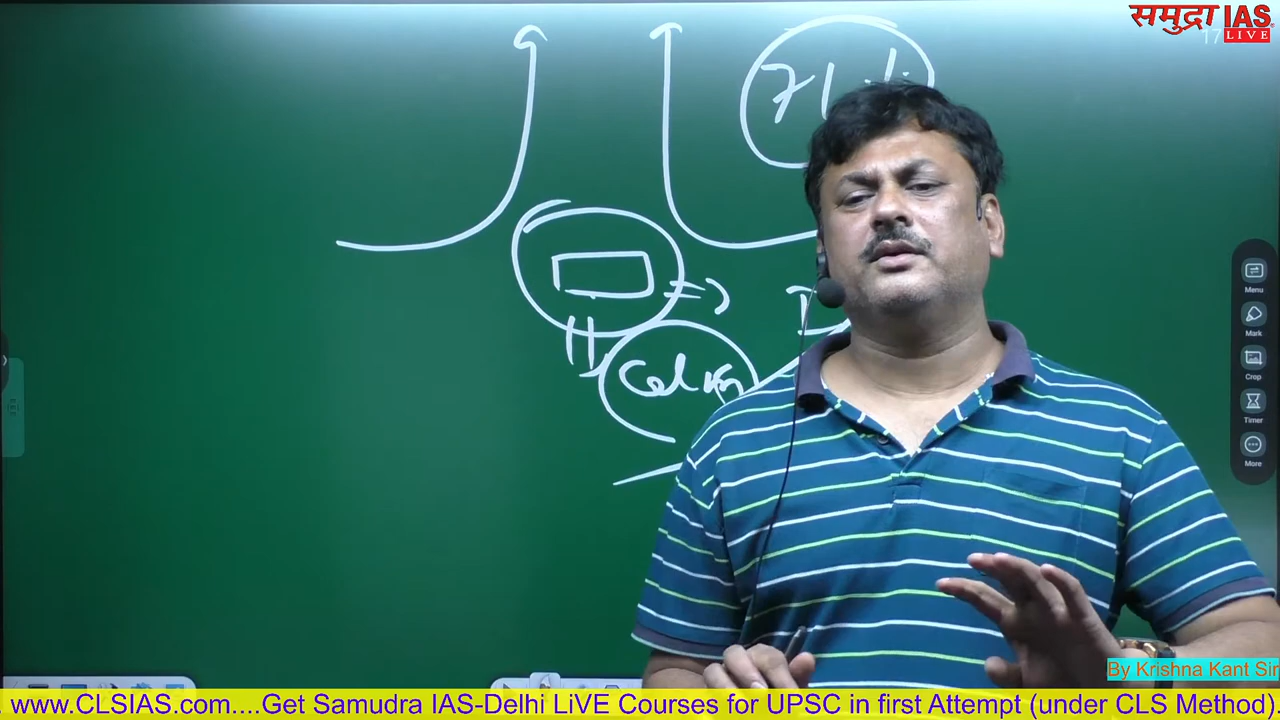 समुद्रा IAS
LIVE
17
Menu
Mark
Crop
Timer
More
By Krishna Kant Sir
www.CLSIAS.com....Get Samudra IAS-Delhi LiVE Courses for UPSC in first Attempt (under CLS Method).